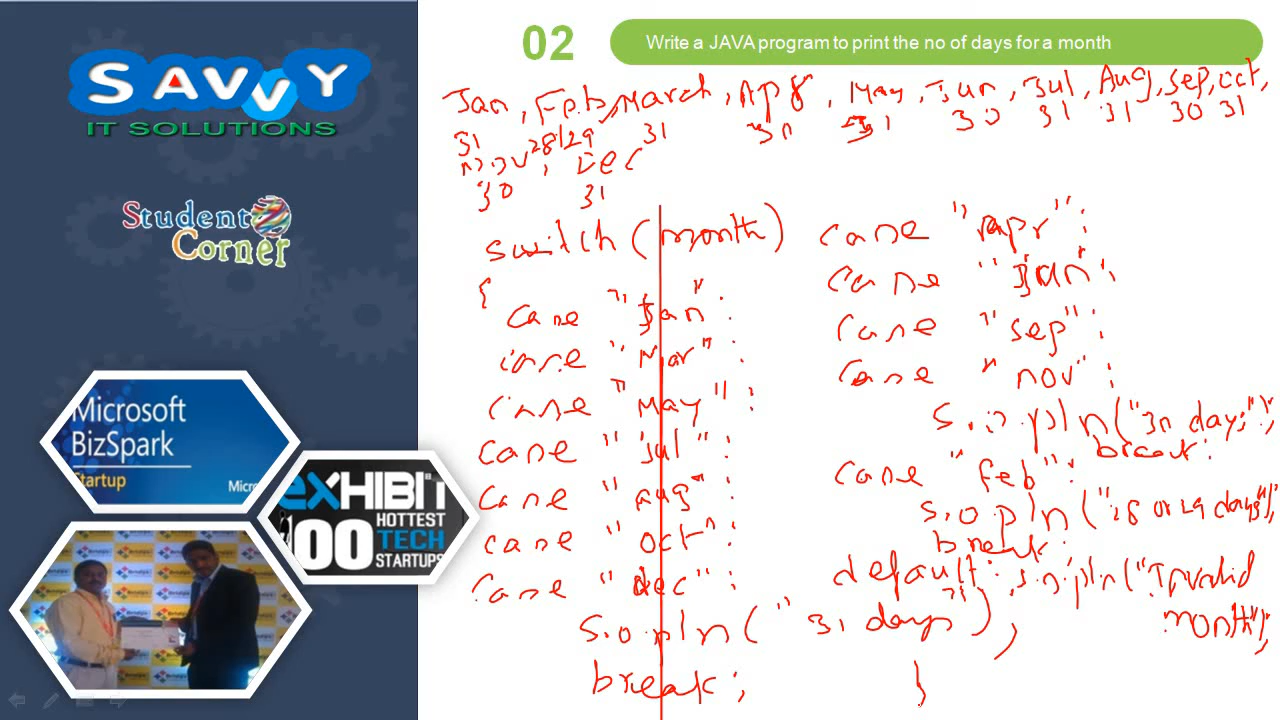 SAVVY
IT SOLUTIONS
Student
Corner
Microsoft
BizSpark
Startup
Micr
eXHIBIT
100 HOTTEST
TECH
STARTUPS
02
Write a JAVA program to print the no of days for a month
Jan, Feb, March, Apr, May, Jun, Jul, Aug, Sep, Oct,
31 28/29 31 30 31 30 31 31 30 31
Nov, Dec
30 31
switch (month)
{
case "Jan":
case "Mar":
case "May":
case "Jul":
case "aug":
case "oct":
case "dec":
S.o.pln("31 days");
break;
case "apr":
case "Jun":
case "sep":
case "nov":
S.o.pln("30 days");
break;
case "feb":
S.o.pln("28 or 29 days");
break;
default: S.o.pln("Invalid
month");
}